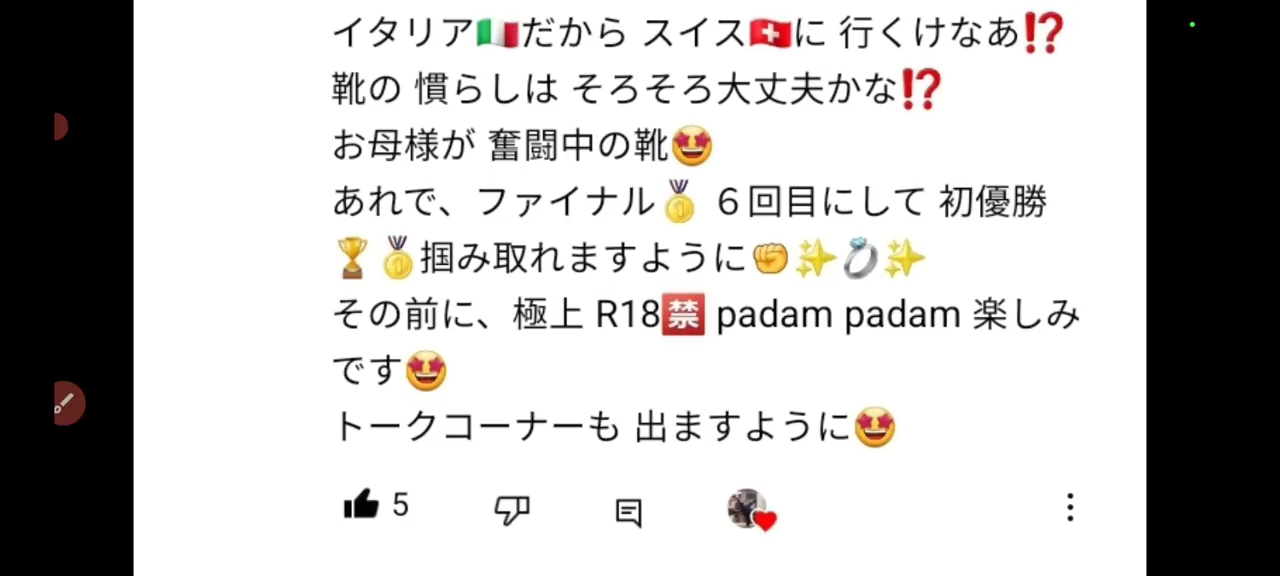 イタリア🇮🇹だから スイス🇨🇭に 行くけなあ⁉️
靴の 慣らしは そろそろ大丈夫かな⁉️
お母様が 奮闘中の靴🤩
あれで、ファイナル🏅 ６回目にして 初優勝
🏆🏅掴み取れますように✊✨💍✨
その前に、極上 R18🈲 padam padam 楽しみ
です🤩
トークコーナーも 出ますように🤩
5